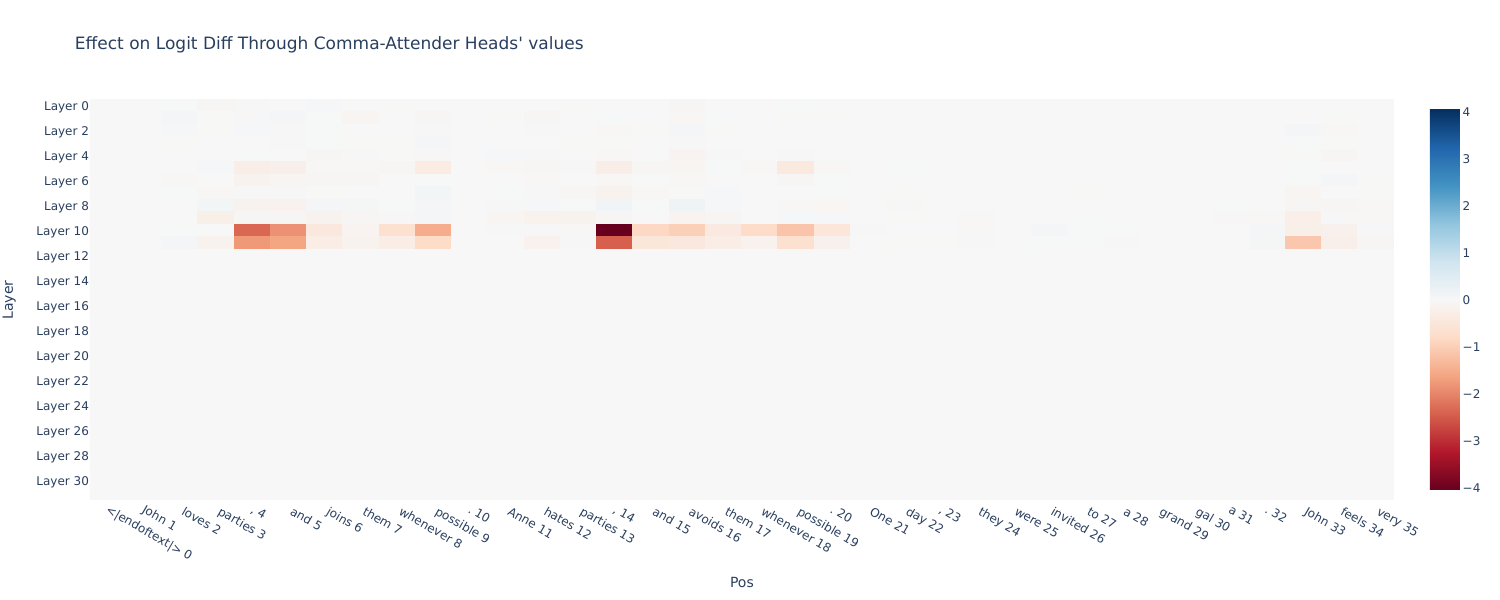 Effect on Logit Diff Through Comma-Attender Heads' values
Layer 0
Layer 2
Layer 4
Layer 6
Layer 8
Layer 10
Layer 12
Layer 14
Layer 16
Layer 18
Layer 20
Layer 22
Layer 24
Layer 26
Layer 28
Layer 30
Layer
<|endoftext|> 0
John 1
loves 2
parties 3
, 4
and 5
joins 6
them 7
whenever 8
possible 9
. 10
Anne 11
hates 12
parties 13
, 14
and 15
avoids 16
them 17
whenever 18
possible 19
. 20
One 21
day 22
, 23
they 24
were 25
invited 26
to 27
a 28
grand 29
gal 30
a 31
. 32
John 33
feels 34
very 35
Pos
4
3
2
1
0
−1
−2
−3
−4